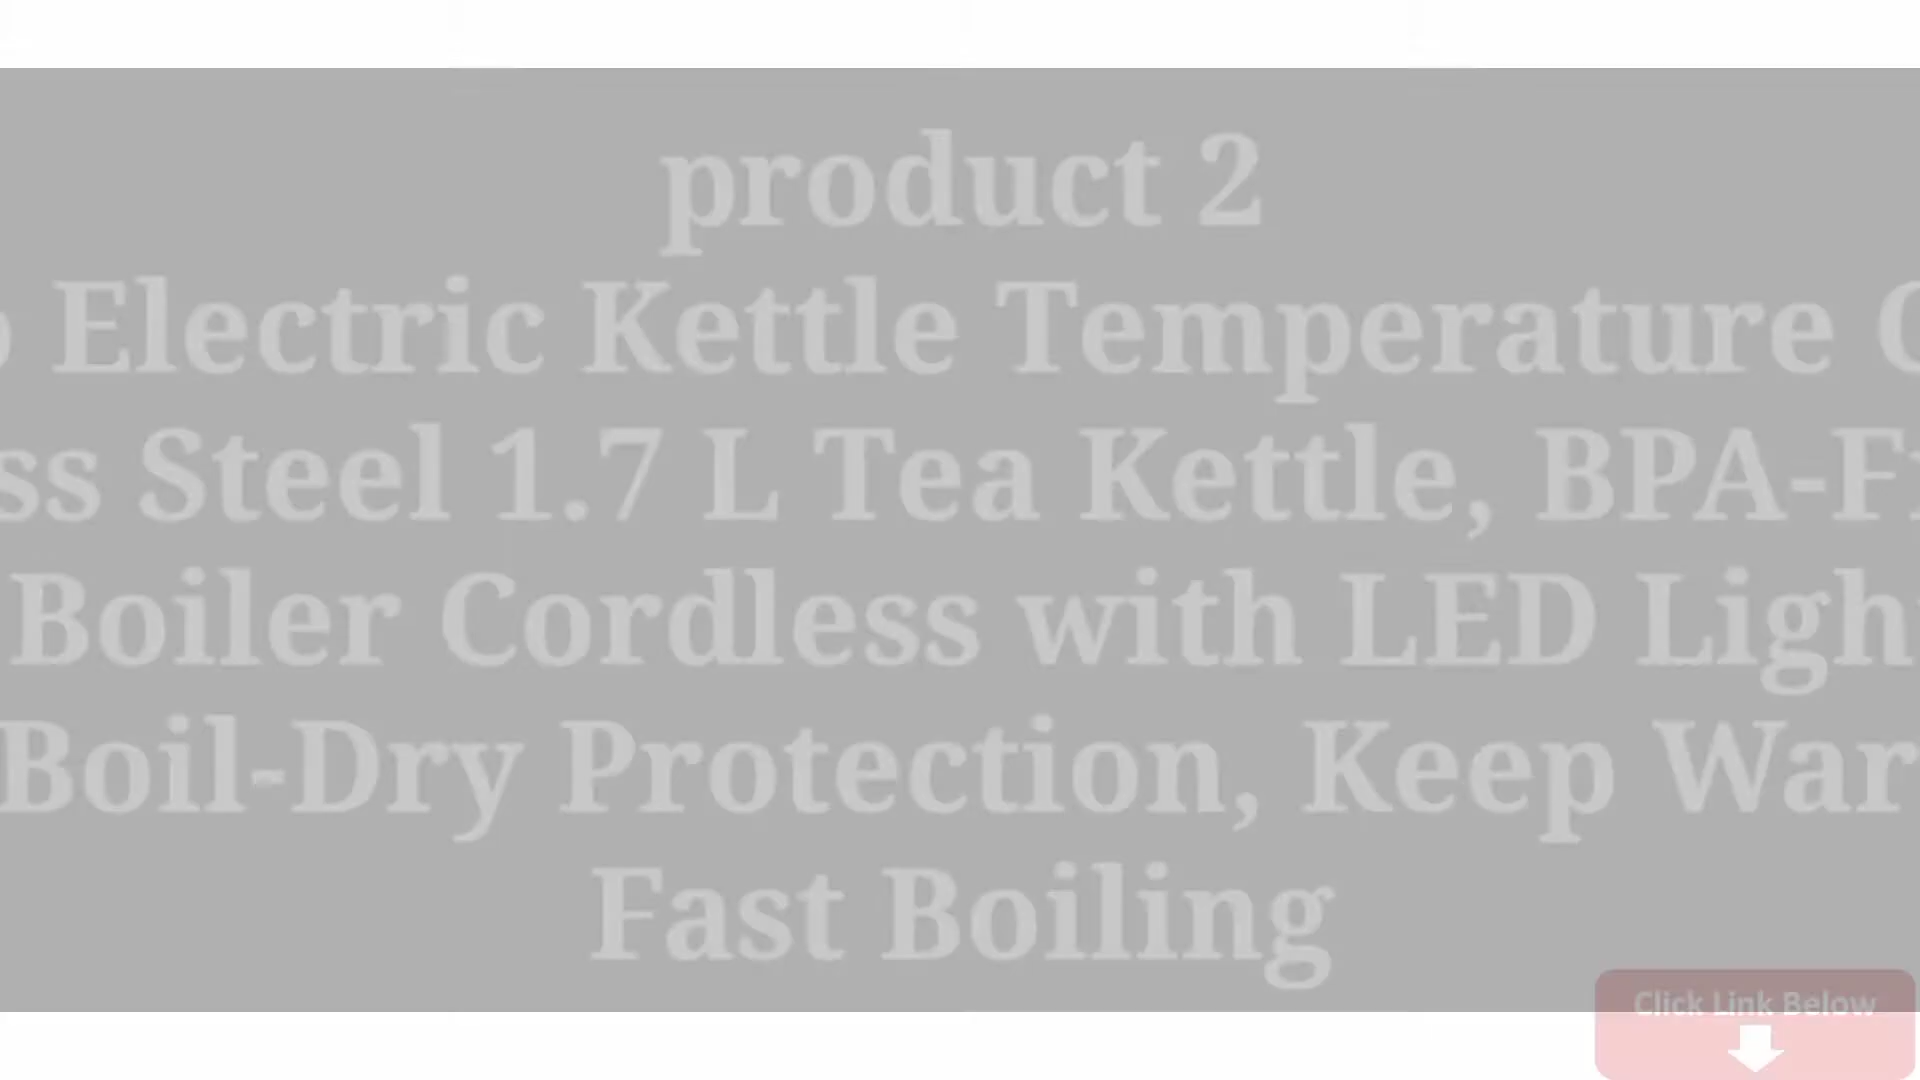 product 2
Electric Kettle Temperature
ss Steel 1.7 L Tea Kettle, BPA-F
Boiler Cordless with LED Ligh
Boil-Dry Protection, Keep War
Fast Boiling
Click Link Below